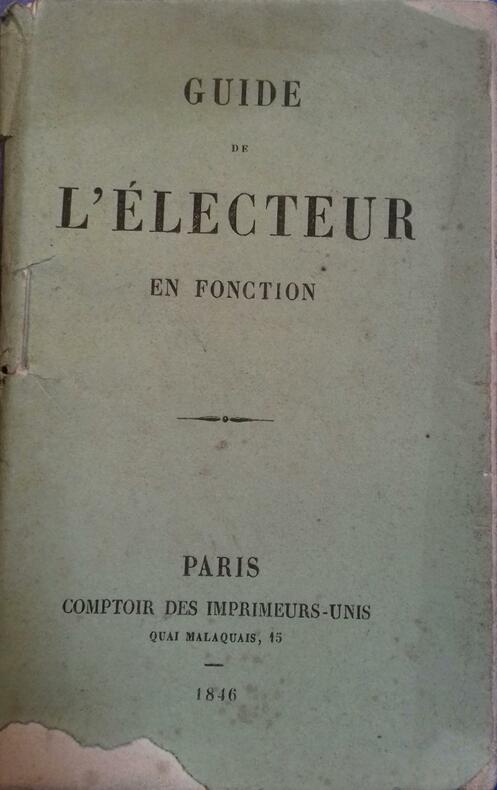 GUIDE
DE
L'ÉLECTEUR
EN FONCTION
PARIS
COMPTOIR DES IMPRIMEURS-UNIS
QUAI MALAQUAIS, 15
1846